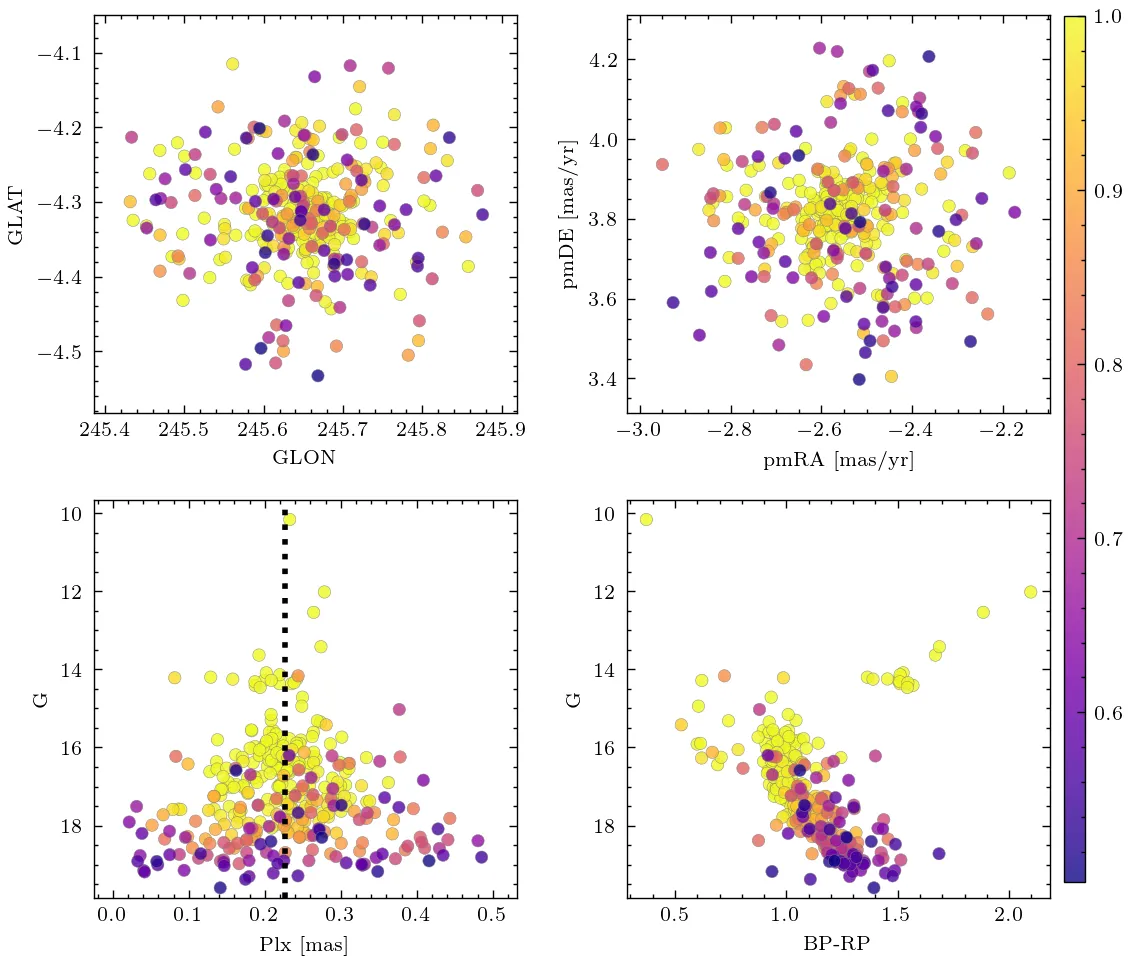 −4.1
−4.2
−4.3
−4.4
−4.5
GLAT
245.4 245.5 245.6 245.7 245.8 245.9
GLON
4.2
4.0
3.8
3.6
3.4
pmDE [mas/yr]
−3.0 −2.8 −2.6 −2.4 −2.2
pmRA [mas/yr]
1.0
0.9
0.8
0.7
0.6
10
12
14
16
18
G
0.0 0.1 0.2 0.3 0.4 0.5
Plx [mas]
10
12
14
16
18
G
0.5 1.0 1.5 2.0
BP-RP